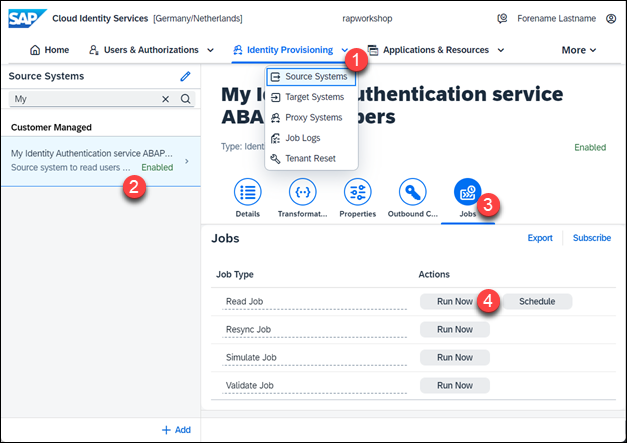 SAP Cloud Identity Services [Germany/Netherlands] rapworkshop Forename Lastname
Home Users & Authorizations Identity Provisioning Applications & Resources More
1
Source Systems
My
Customer Managed
My Identity Authentication service ABAP...
Source system to read users ... Enabled
2
Add
Source Systems
Target Systems
Proxy Systems
Job Logs
Tenant Reset
My I uthentication service
ABA bers
Type: Identi
Enabled
Details Transformat... Properties Outbound C... Jobs
3
Jobs Export Subscribe
Job Type Actions
Read Job Run Now 4 Schedule
Resync Job Run Now
Simulate Job Run Now
Validate Job Run Now